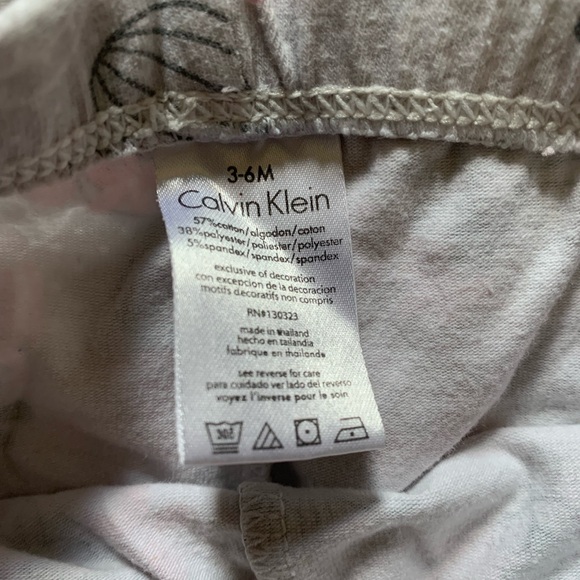 3-6M
Calvin Klein
57%cotton/algodon/coton
38%polyester/poliester/polyester
5%spandex/spandex/spandex
exclusive of decoration
con excepcion de la decoracion
motifs decoratifs non compris
RN#130323
made in thailand
hecho en tailandia
fabrique en thailande
see reverse for care
para cuidado ver lado del reverso
voyez l'inverse pour le soin
30C